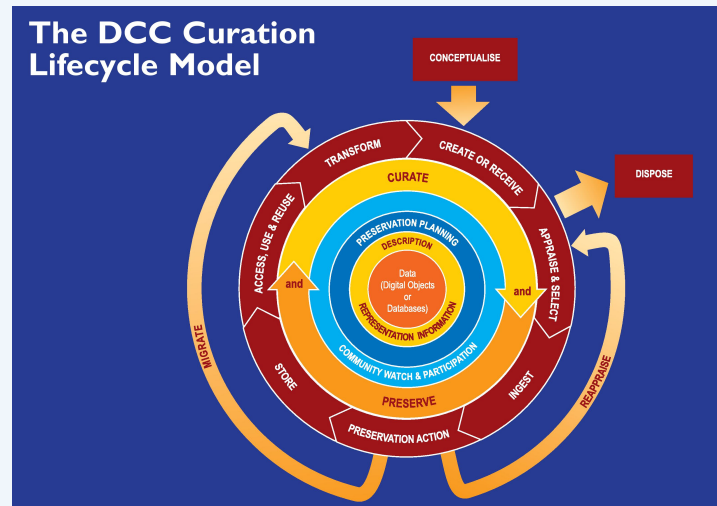 The DCC Curation
Lifecycle Model
CONCEPTUALISE
DISPOSE
TRANSFORM
CREATE OR RECEIVE
APPRAISE & SELECT
INGEST
PRESERVATION ACTION
STORE
ACCESS, USE & REUSE
CURATE
and
PRESERVE
and
COMMUNITY WATCH & PARTICIPATION
PRESERVATION PLANNING
DESCRIPTION
REPRESENTATION INFORMATION
Data
(Digital Objects
or
Databases)
MIGRATE
REAPPRAISE